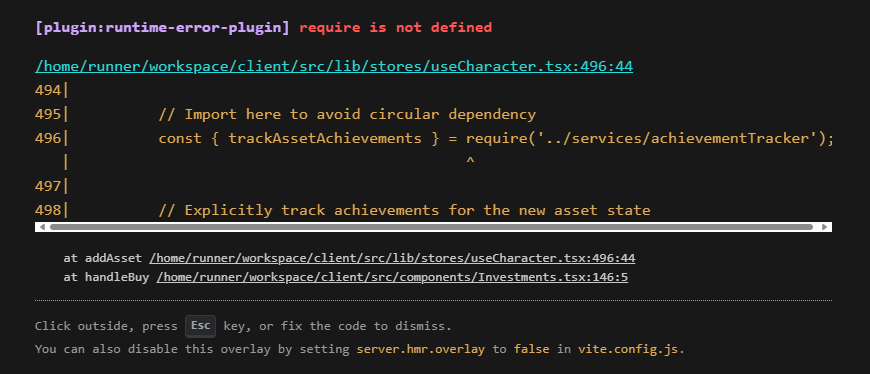 [plugin:runtime-error-plugin] require is not defined
/home/runner/workspace/client/src/lib/stores/useCharacter.tsx:496:44
494|
495|          // Import here to avoid circular dependency
496|          const { trackAssetAchievements } = require('../services/achievementTracker');
   |                                             ^
497|
498|          // Explicitly track achievements for the new asset state
at addAsset /home/runner/workspace/client/src/lib/stores/useCharacter.tsx:496:44
at handleBuy /home/runner/workspace/client/src/components/Investments.tsx:146:5
Click outside, press Esc key, or fix the code to dismiss.
You can also disable this overlay by setting server.hmr.overlay to false in vite.config.js.